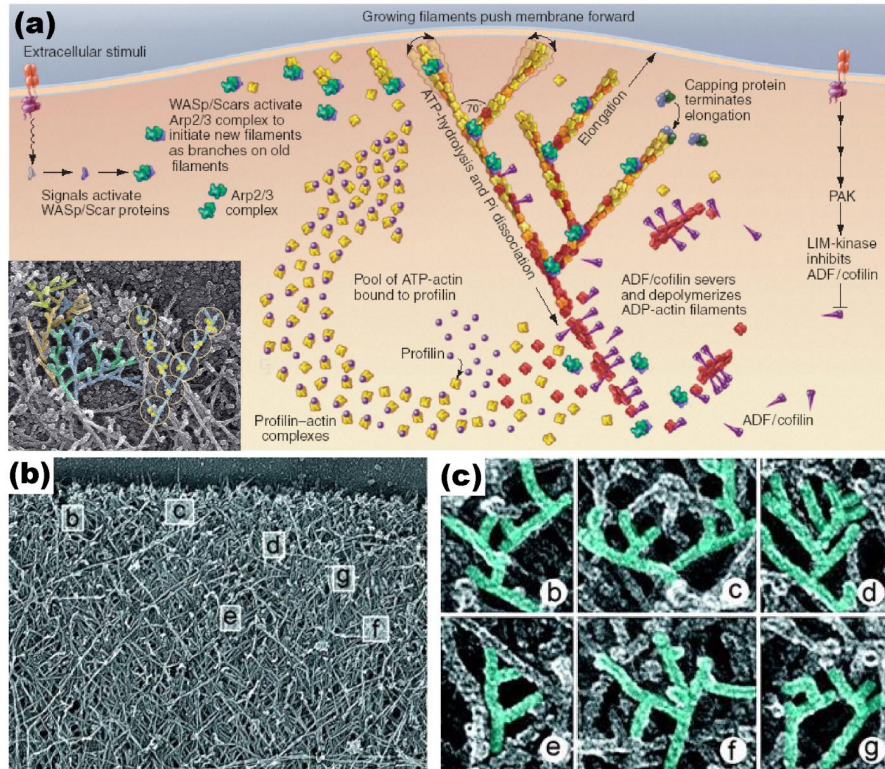 (a)
Growing filaments push membrane forward
Extracellular stimuli
WASp/Scars activate
Arp2/3 complex to
initiate new filaments
as branches on old
filaments
Signals activate
WASp/Scar proteins
Arp2/3
complex
70°
ATP-hydrolysis and Pi dissociation
Elongation
Capping protein
terminates
elongation
PAK
LIM-kinase
inhibits
ADF/cofilin
Pool of ATP-actin
bound to profilin
ADF/cofilin severs
and depolymerizes
ADP-actin filaments
Profilin
Profilin–actin
complexes
ADF/cofilin
(b)
b
c
d
g
e
f
(c)
b
c
d
e
f
g